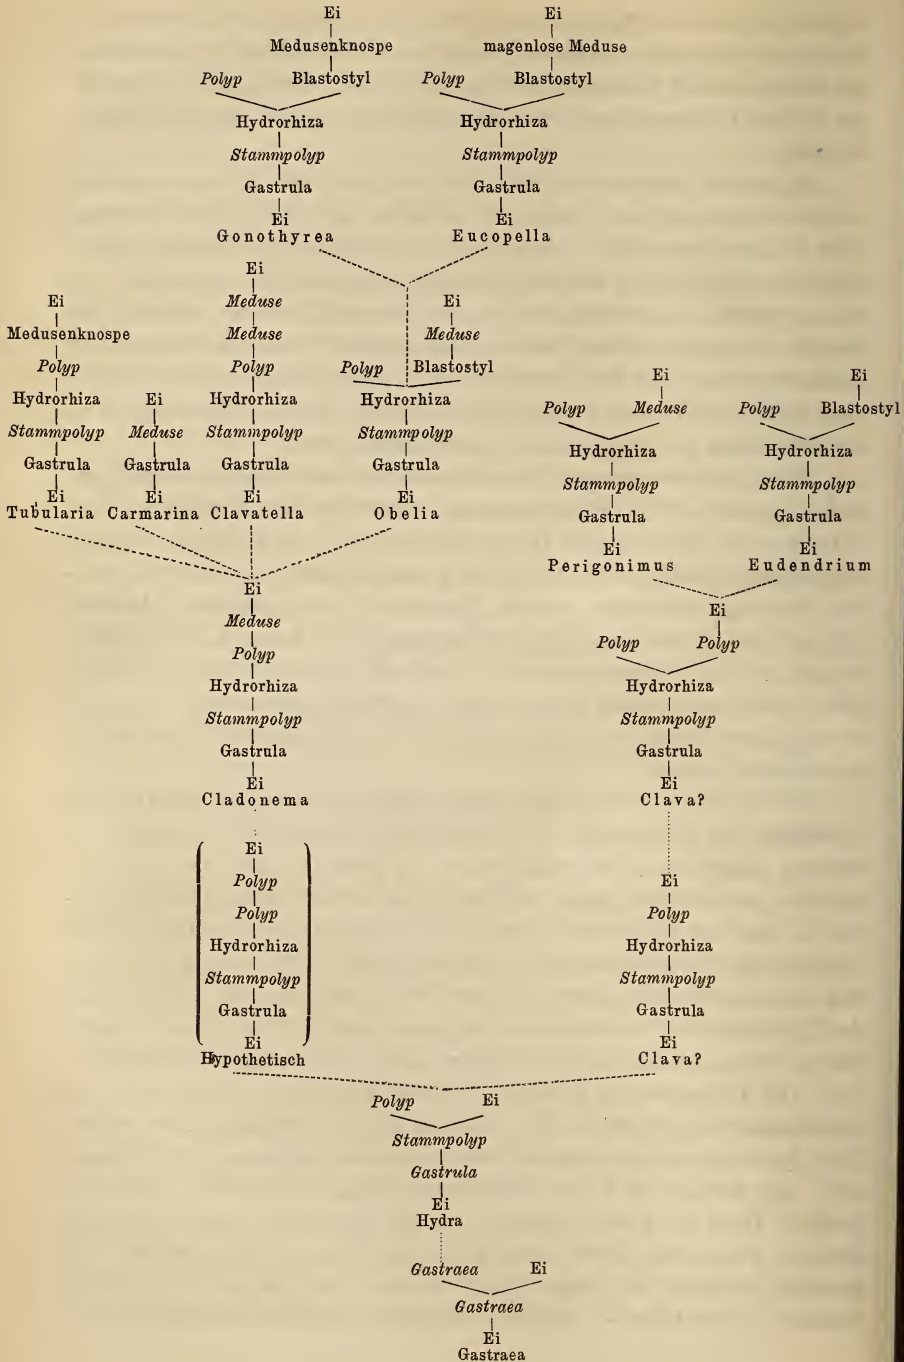 Ei Ei
Medusenknospe magenlose Meduse
Polyp Blastostyl Polyp Blastostyl
Hydrorhiza Hydrorhiza
Stammpolyp Stammpolyp
Gastrula Gastrula
Ei Ei
Gonothyrea Eucopella
Ei
Ei Meduse Ei
Medusenknospe Meduse Meduse
Polyp Polyp Polyp Blastostyl Ei Ei
Hydrorhiza Ei Hydrorhiza Hydrorhiza Polyp Meduse Polyp Blastostyl
Stammpolyp Meduse Stammpolyp Stammpolyp Hydrorhiza Hydrorhiza
Gastrula Gastrula Gastrula Gastrula Stammpolyp Stammpolyp
Ei Ei Ei Ei Gastrula Gastrula
Tubularia Carmarina Clavatella Obelia Ei Ei
Perigonimus Eudendrium
Ei Ei
Meduse Polyp Polyp
Polyp
Hydrorhiza Hydrorhiza
Stammpolyp Stammpolyp
Gastrula Gastrula
Ei Ei
Cladonema Clava?
Ei
Polyp Ei
Polyp Polyp
Hydrorhiza Hydrorhiza
Stammpolyp Stammpolyp
Gastrula Gastrula
Ei Ei
Hypothetisch Clava?
Polyp Ei
Stammpolyp
Gastrula
Ei
Hydra
Gastraea Ei
Gastraea
Ei
Gastraea